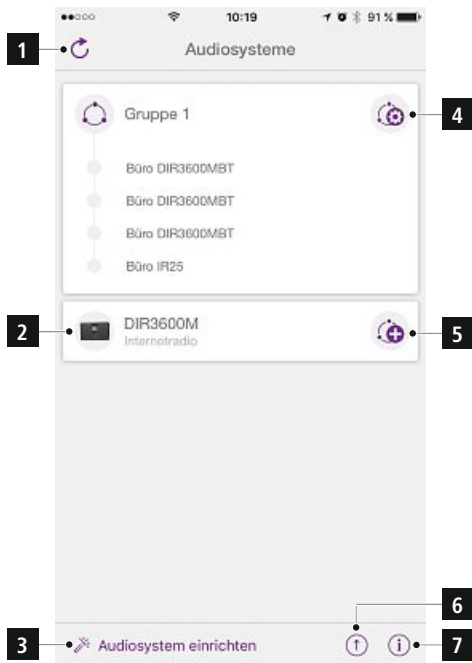 10:19
91 %
1
Audiosysteme
Gruppe 1
4
Büro DIR3600MBT
Büro DIR3600MBT
Büro DIR3600MBT
Büro IR25
2
DIR3600M
Internetradio
5
6
3
Audiosystem einrichten
7